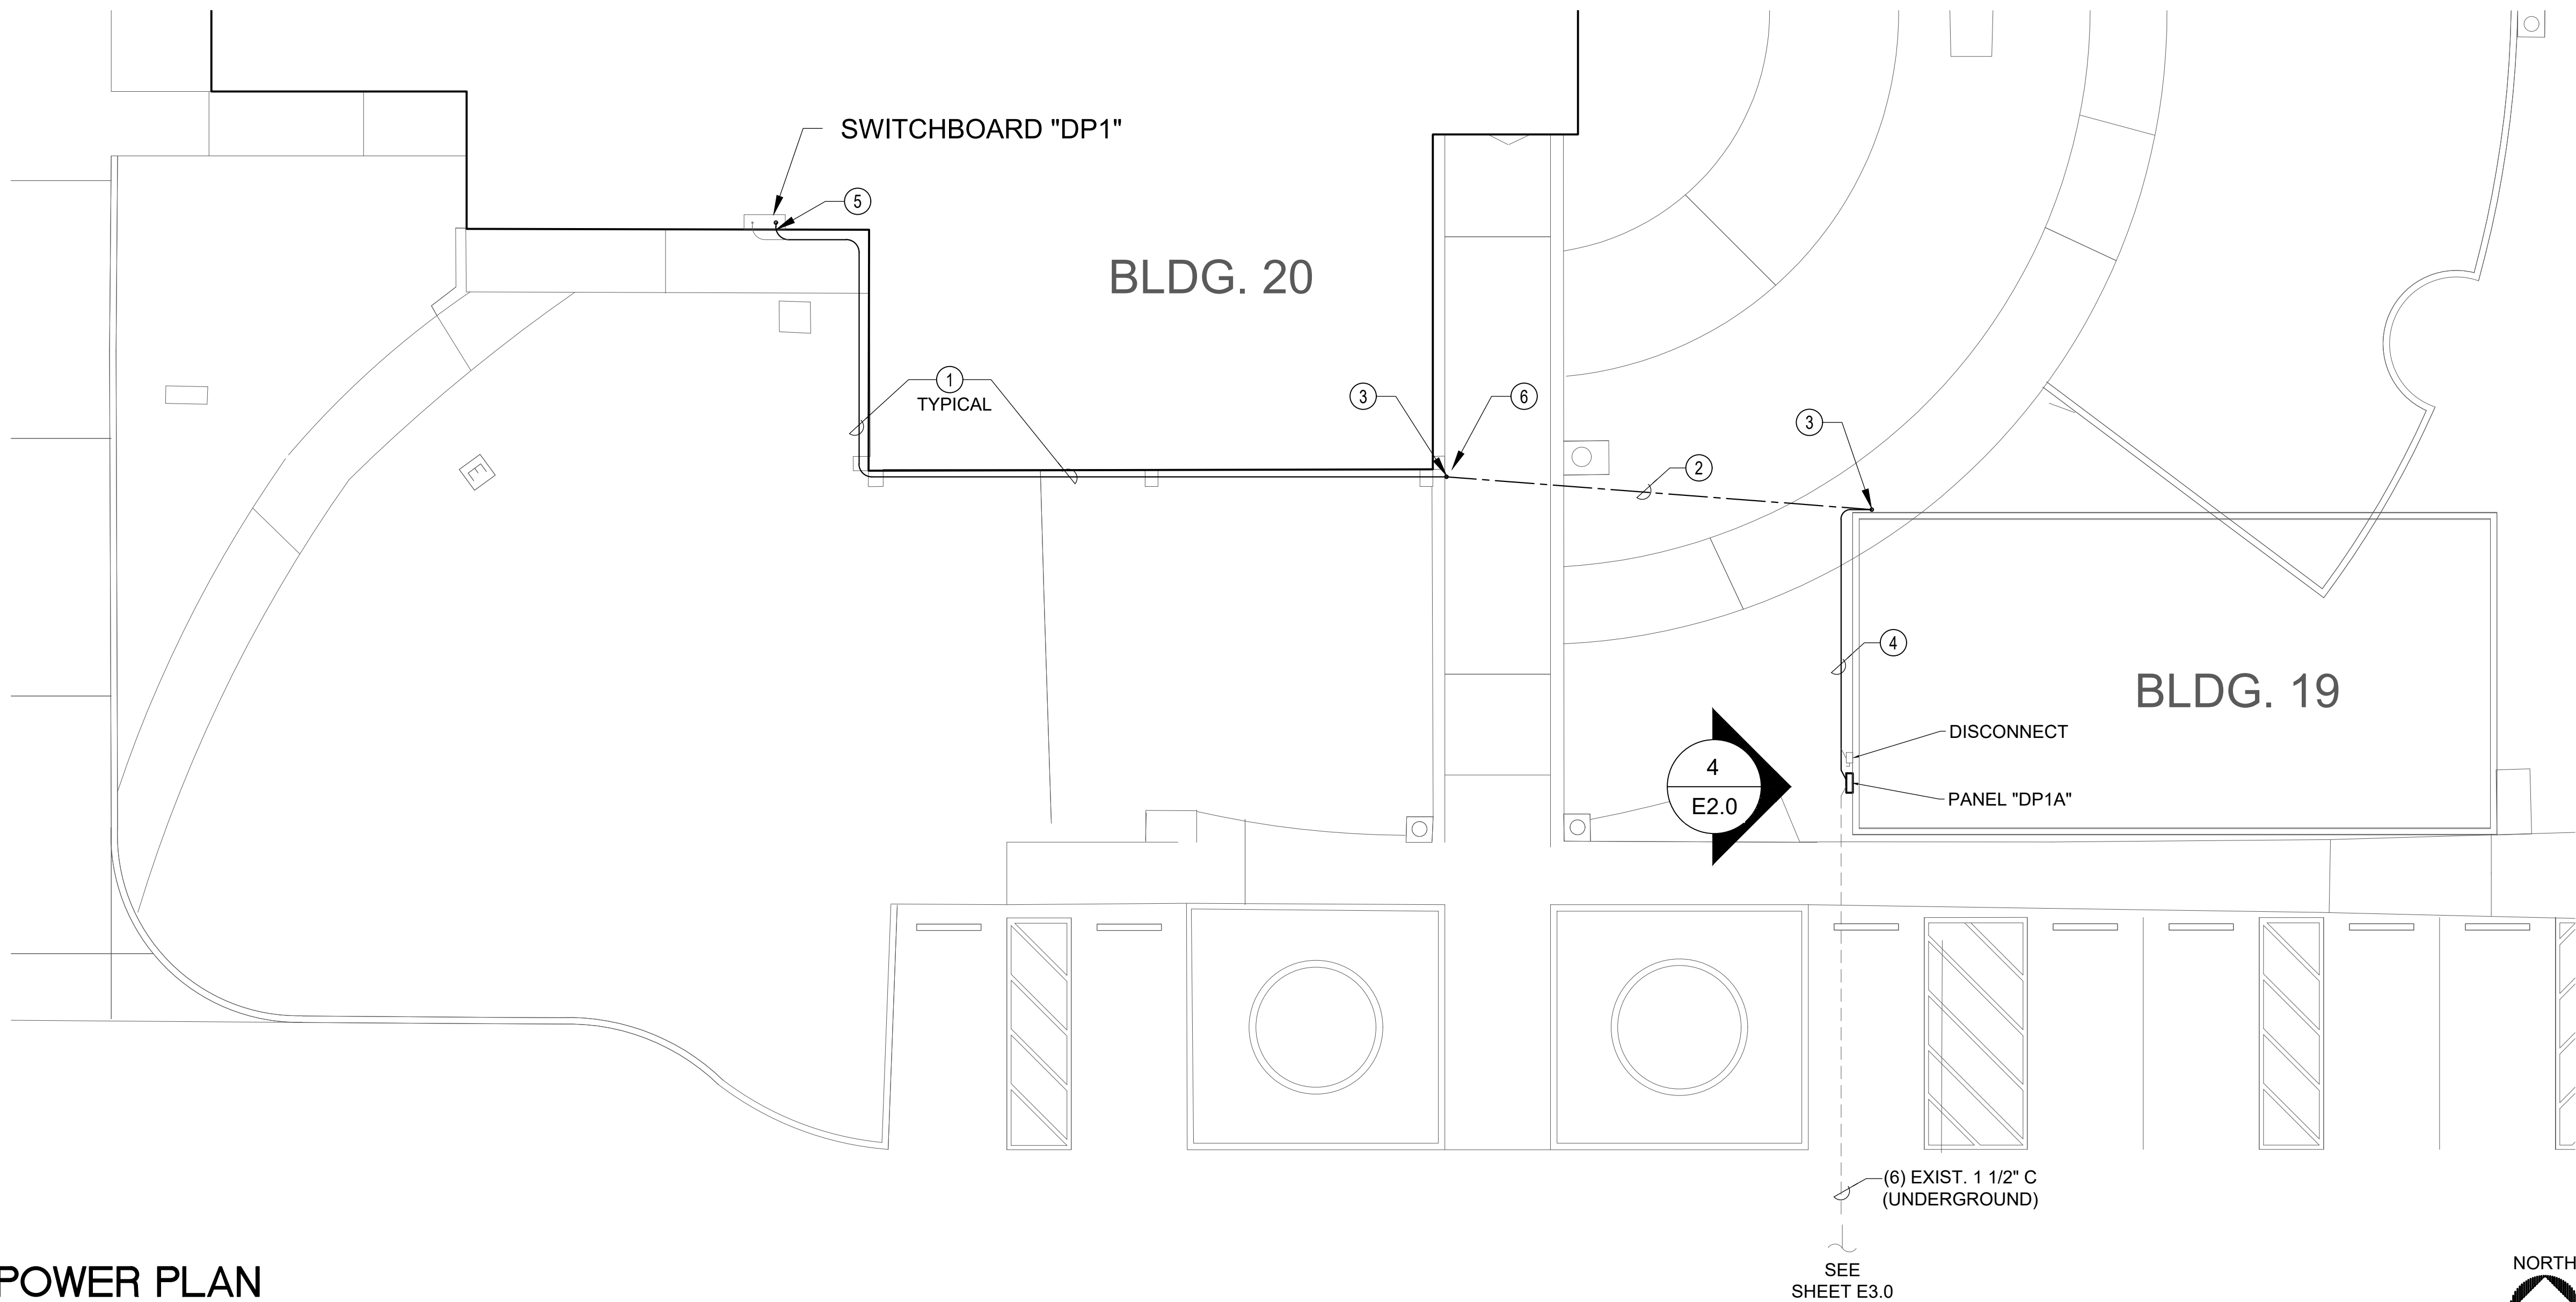 SWITCHBOARD "DP1"
5
BLDG. 20
1
TYPICAL
3
6
3
2
E
4
BLDG. 19
DISCONNECT
4
E2.0
PANEL "DP1A"
(6) EXIST. 1 1/2" C
(UNDERGROUND)
SEE
SHEET E3.0
POWER PLAN
NORTH